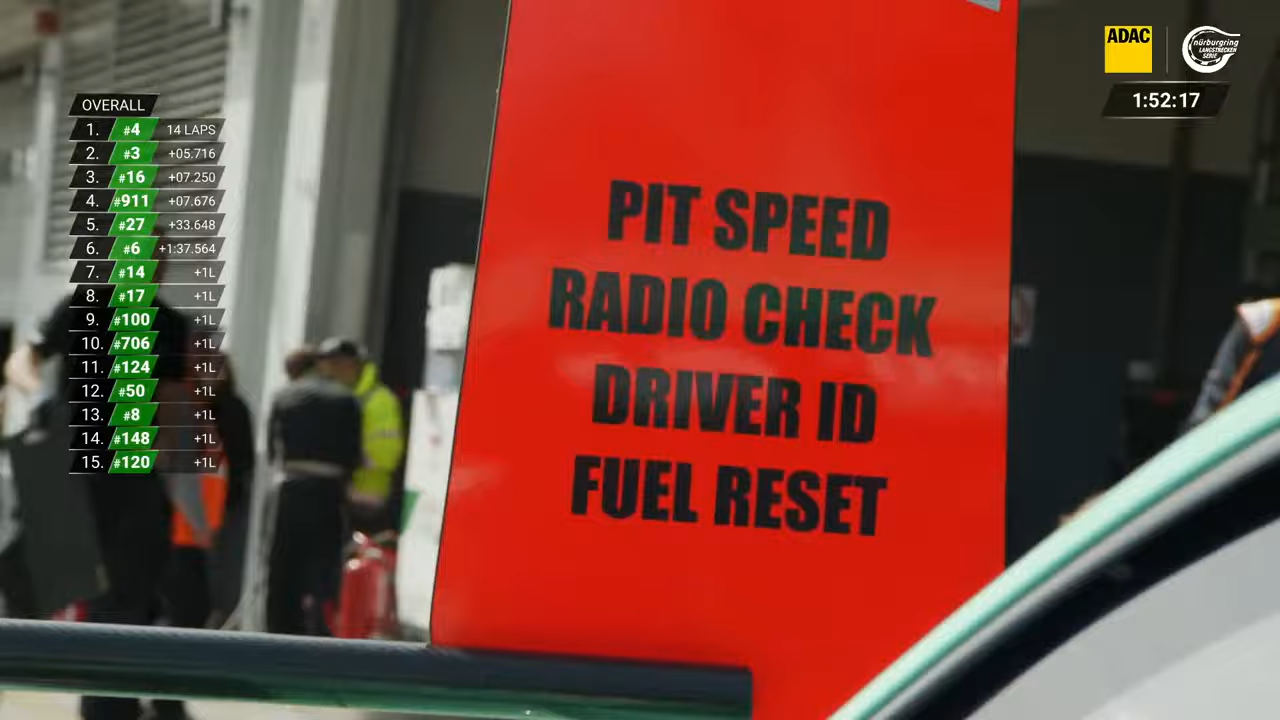 ADAC
nürburgring
LANGSTRECKEN
SERIE
1:52:17
OVERALL
1. #4 14 LAPS
2. #3 +05.716
3. #16 +07.250
4. #911 +07.676
5. #27 +33.648
6. #6 +1:37.564
7. #14 +1L
8. #17 +1L
9. #100 +1L
10. #706 +1L
11. #124 +1L
12. #50 +1L
13. #8 +1L
14. #148 +1L
15. #120 +1L
PIT SPEED
RADIO CHECK
DRIVER ID
FUEL RESET